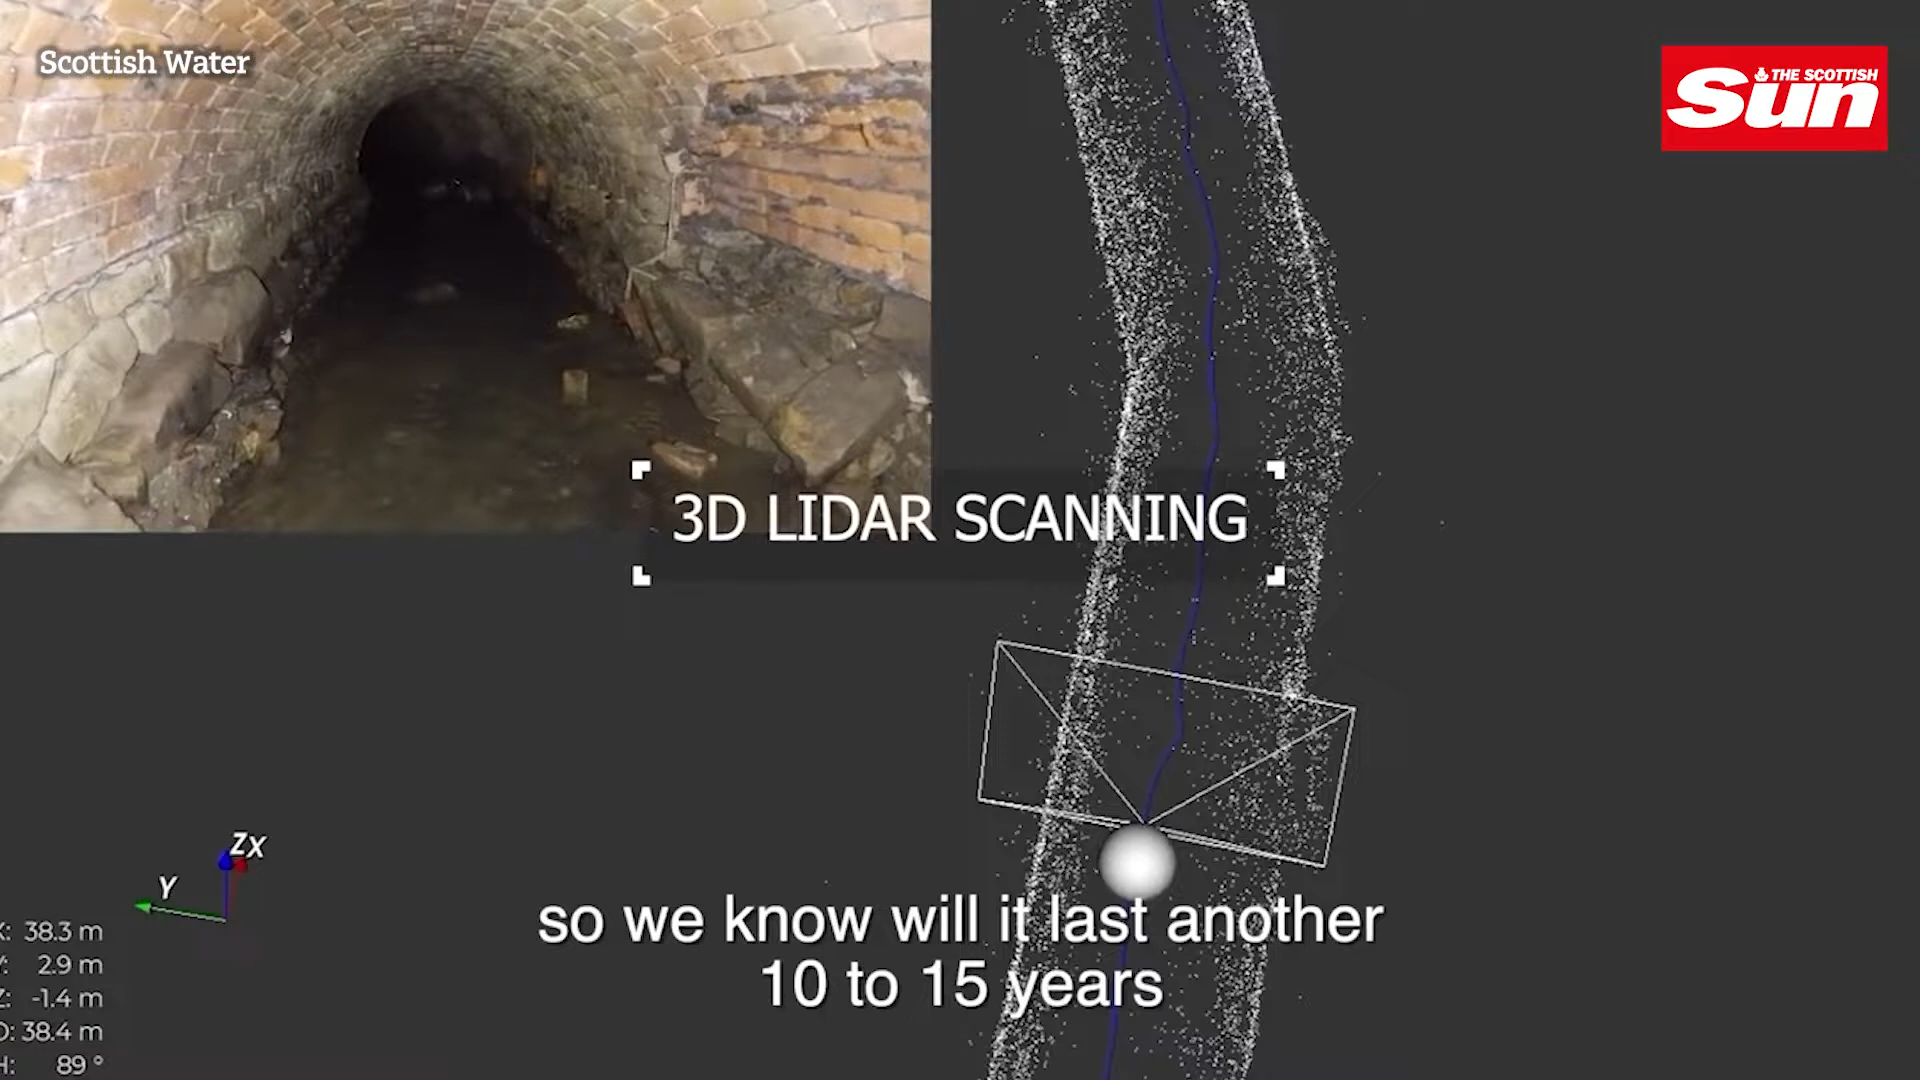 Scottish Water
THE SCOTTISH
Sun
3D LIDAR SCANNING
ZX
Y
X: 38.3 m
Y: 2.9 m
Z: -1.4 m
D: 38.4 m
H: 89 °
so we know will it last another
10 to 15 years